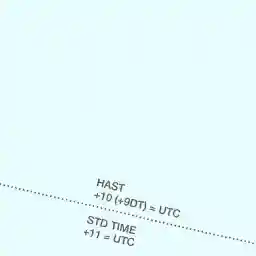 HAST
+10 (+9DT) = UTC
STD TIME
+11 = UTC